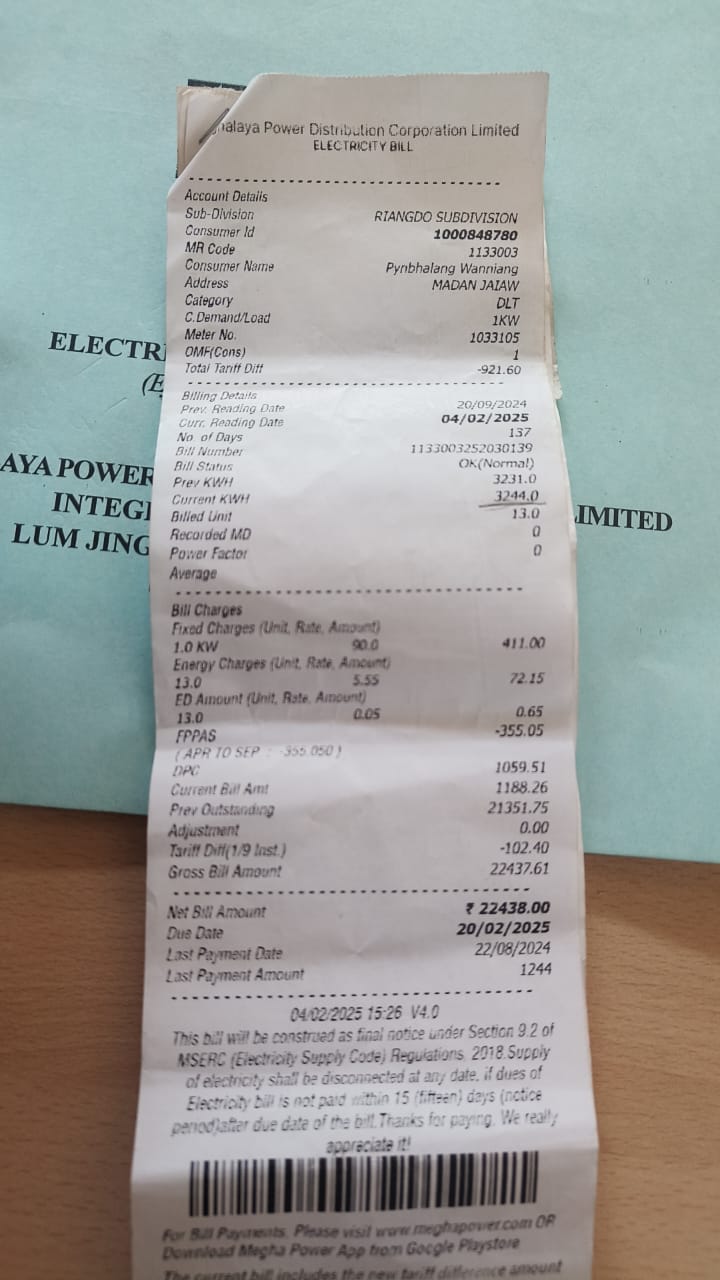 halaya Power Distribution Corporation Limited
ELECTRICITY BILL
Account Details
Sub-Division RIANGDO SUBDIVISION
Consumer Id 1000848780
MR Code 1133003
Consumer Name Pynbhalang Wanniang
Address MADAN JAIAW
Category DLT
C.Demand/Load 1KW
Meter No. 1033105
OMF(Cons) 1
Total Tariff Diff -921.60
Billing Details
Prev. Reading Date 20/09/2024
Curr. Reading Date 04/02/2025
No. of Days 137
Bill Number 1133003252030139
Bill Status OK(Normal)
Prev KWH 3231.0
Current KWH 3244.0
Billed Unit 13.0
Recorded MD 0
Power Factor 0
Average
Bill Charges
Fixed Charges (Unit, Rate, Amount)
1.0 KW 90.0 411.00
Energy Charges (Unit, Rate, Amount)
13.0 5.55 72.15
ED Amount (Unit, Rate, Amount)
13.0 0.05 0.65
FPPAS -355.05
( APR TO SEP : -355.050 )
DPC 1059.51
Current Bill Amt 1188.26
Prev Outstanding 21351.75
Adjustment 0.00
Tariff Diff(1/9 Inst.) -102.40
Gross Bill Amount 22437.61
Net Bill Amount ₹ 22438.00
Due Date 20/02/2025
Last Payment Date 22/08/2024
Last Payment Amount 1244
04/02/2025 15:26 V4.0
This bill will be construed as final notice under Section 9.2 of
MSERC (Electricity Supply Code) Regulations, 2018.Supply
of electricity shall be disconnected at any date, if dues of
Electricity bill is not paid within 15 (fifteen) days (notice
period)after due date of the bill.Thanks for paying. We really
appreciate it!
For Bill Payments, Please visit www.meghapower.com OR
Download Megha Power App from Google Playstore
The current bill includes the new tariff difference amount
ELECTRI
(E
AYA POWER LIMITED
INTEG
LUM JING